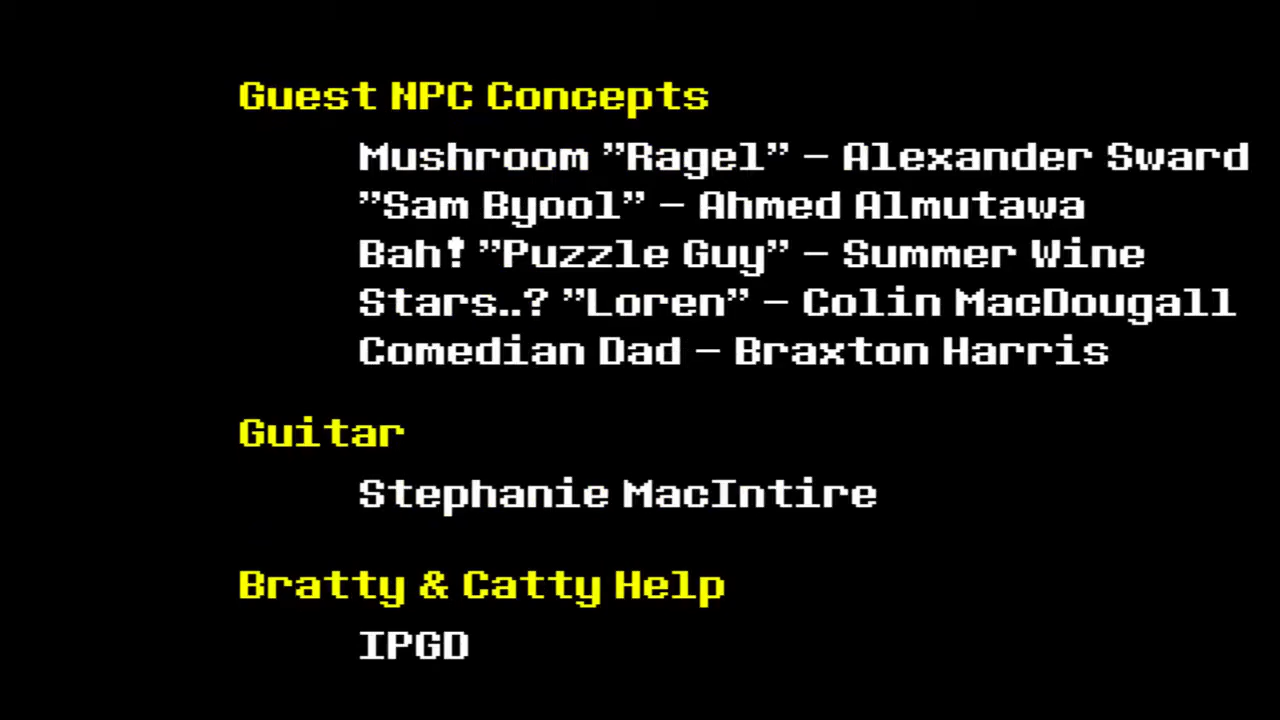 Guest NPC Concepts
Mushroom "Ragel" – Alexander Sward
"Sam Byool" – Ahmed Almutawa
Bah! "Puzzle Guy" – Summer Wine
Stars..? "Loren" – Colin MacDougall
Comedian Dad – Braxton Harris
Guitar
Stephanie MacIntire
Bratty & Catty Help
IPGD